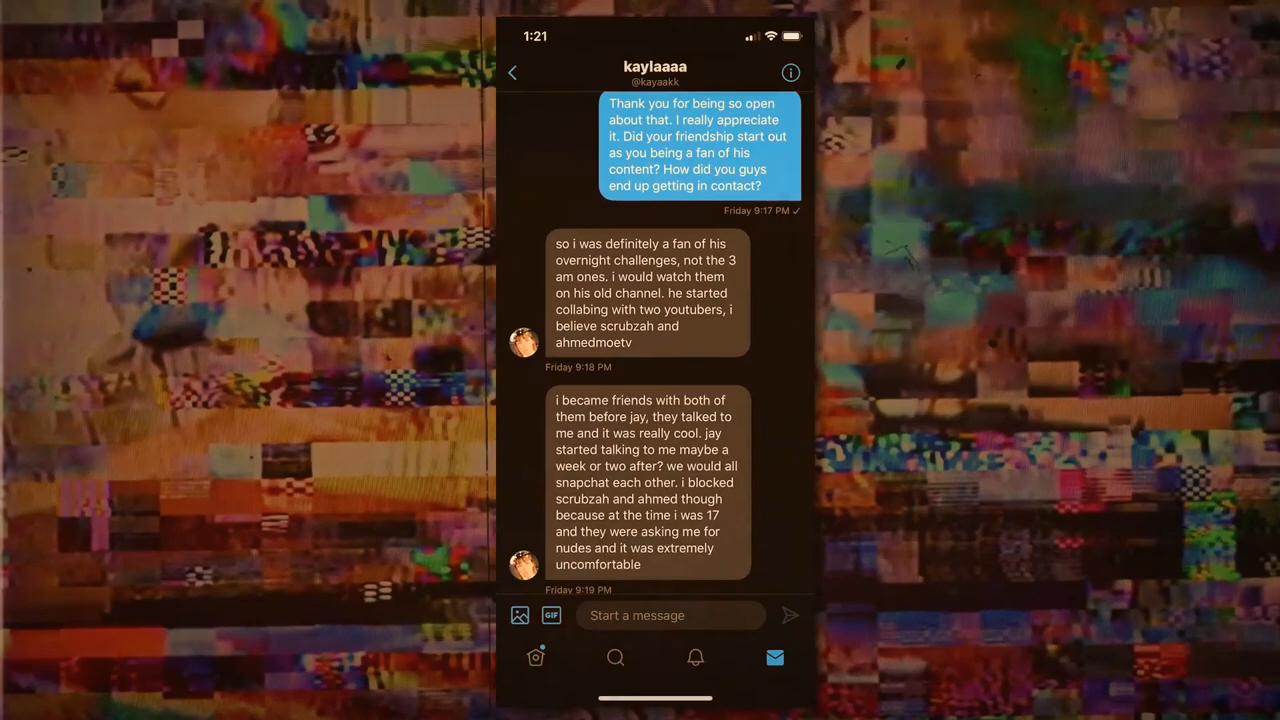 1:21
kaylaaaa
@kayaakk
Thank you for being so open
about that. I really appreciate
it. Did your friendship start out
as you being a fan of his
content? How did you guys
end up getting in contact?
Friday 9:17 PM ✓
so i was definitely a fan of his
overnight challenges, not the 3
am ones. i would watch them
on his old channel. he started
collabing with two youtubers, i
believe scrubzah and
ahmedmoetv
Friday 9:18 PM
i became friends with both of
them before jay, they talked to
me and it was really cool. jay
started talking to me maybe a
week or two after? we would all
snapchat each other. i blocked
scrubzah and ahmed though
because at the time i was 17
and they were asking me for
nudes and it was extremely
uncomfortable
Friday 9:19 PM
GIF
Start a message